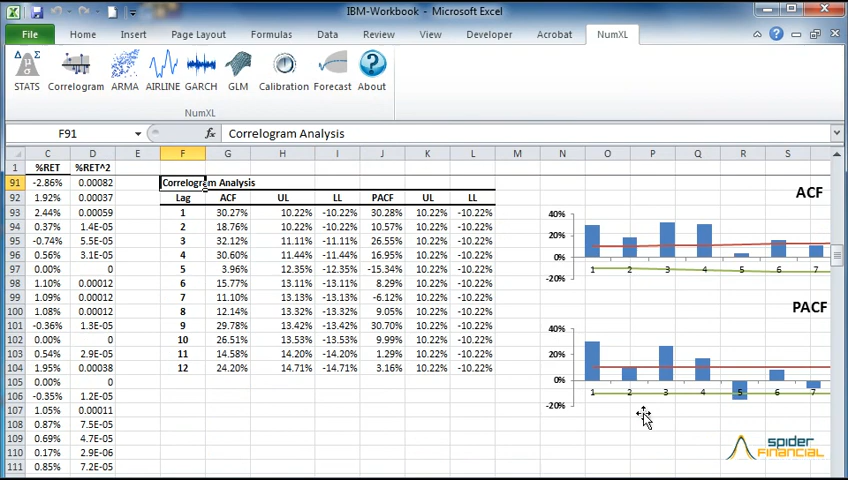 IBM-Workbook - Microsoft Excel
File Home Insert Page Layout Formulas Data Review View Developer Acrobat NumXL
STATS Correlogram ARMA AIRLINE GARCH GLM Calibration Forecast About
NumXL
F91 fx Correlogram Analysis
C D E F G H I J K L M N O P Q R S
1 %RET %RET^2
91 -2.86% 0.00082 Correlogram Analysis
92 1.92% 0.00037 Lag ACF UL LL PACF UL LL
93 2.44% 0.00059 1 30.27% 10.22% -10.22% 30.28% 10.22% -10.22%
94 0.37% 1.4E-05 2 18.76% 10.22% -10.22% 10.57% 10.22% -10.22%
95 -0.74% 5.5E-05 3 32.12% 11.11% -11.11% 26.55% 10.22% -10.22%
96 0.56% 3.1E-05 4 30.60% 11.44% -11.44% 16.95% 10.22% -10.22%
97 0.00% 0 5 3.96% 12.35% -12.35% -15.34% 10.22% -10.22%
98 1.10% 0.00012 6 15.77% 13.11% -13.11% 8.29% 10.22% -10.22%
99 1.09% 0.00012 7 11.10% 13.13% -13.13% -6.12% 10.22% -10.22%
100 1.08% 0.00012 8 12.14% 13.32% -13.32% 9.05% 10.22% -10.22%
101 -0.36% 1.3E-05 9 29.78% 13.42% -13.42% 30.70% 10.22% -10.22%
102 0.00% 0 10 26.51% 13.53% -13.53% 9.99% 10.22% -10.22%
103 0.54% 2.9E-05 11 14.58% 14.20% -14.20% 1.29% 10.22% -10.22%
104 1.95% 0.00038 12 24.20% 14.71% -14.71% 3.16% 10.22% -10.22%
105 0.00% 0
106 -0.35% 1.2E-05
107 1.05% 0.00011
108 0.87% 7.5E-05
109 0.69% 4.7E-05
110 0.17% 2.9E-06
111 0.85% 7.2E-05
ACF
40%
20%
0%
-20%
1 2 3 4 5 6 7
PACF
40%
20%
0%
-20%
1 2 3 4 5 6 7
spider
FINANCIAL